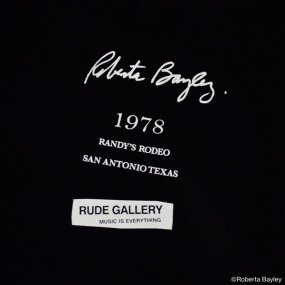 Roberta Bayley.
1978
RANDY'S RODEO
SAN ANTONIO TEXAS
RUDE GALLERY
MUSIC IS EVERYTHING
©Roberta Bayley